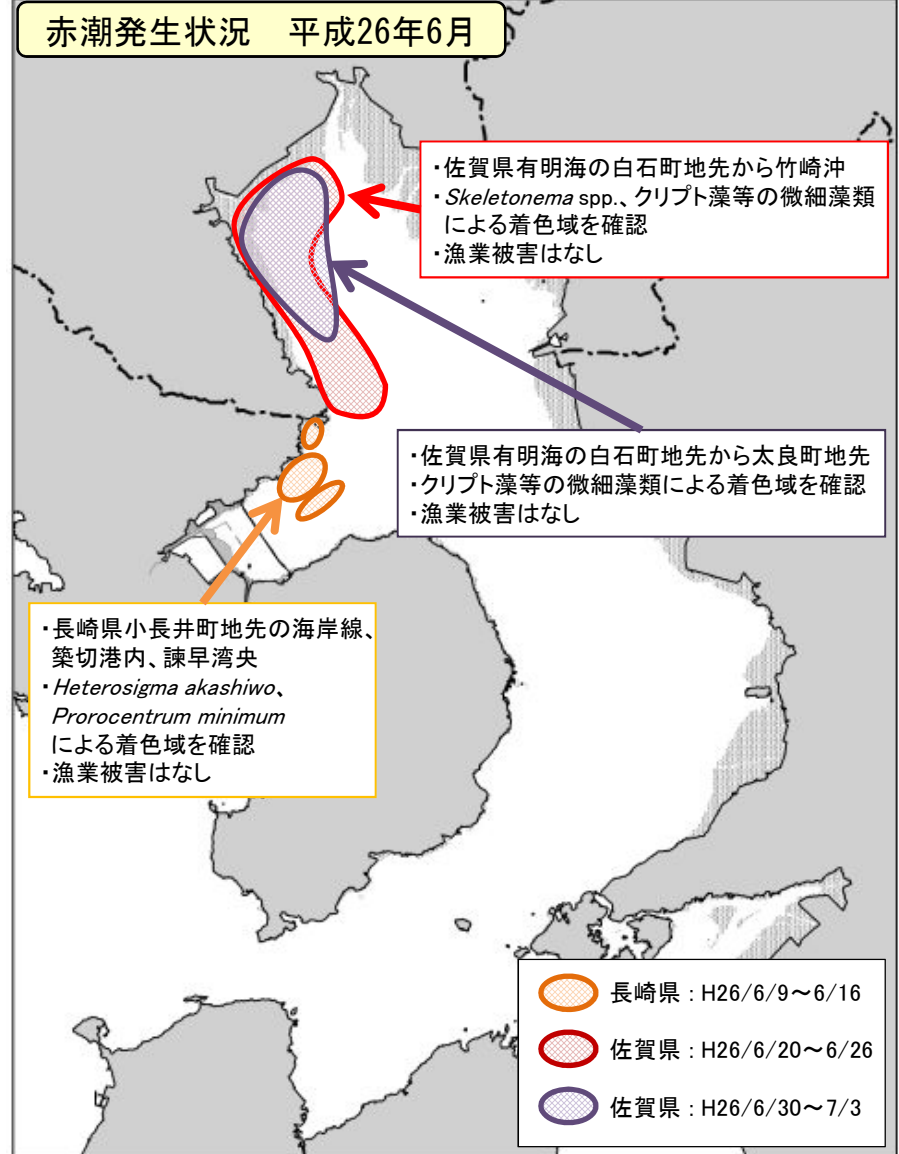 赤潮発生状況　平成26年6月
・佐賀県有明海の白石町地先から竹崎沖
・Skeletonema spp.、クリプト藻等の微細藻類
による着色域を確認
・漁業被害はなし
・佐賀県有明海の白石町地先から太良町地先
・クリプト藻等の微細藻類による着色域を確認
・漁業被害はなし
・長崎県小長井町地先の海岸線、
築切港内、諫早湾央
・Heterosigma akashiwo、
Prorocentrum minimum
による着色域を確認
・漁業被害はなし
長崎県：H26/6/9～6/16
佐賀県：H26/6/20～6/26
佐賀県：H26/6/30～7/3